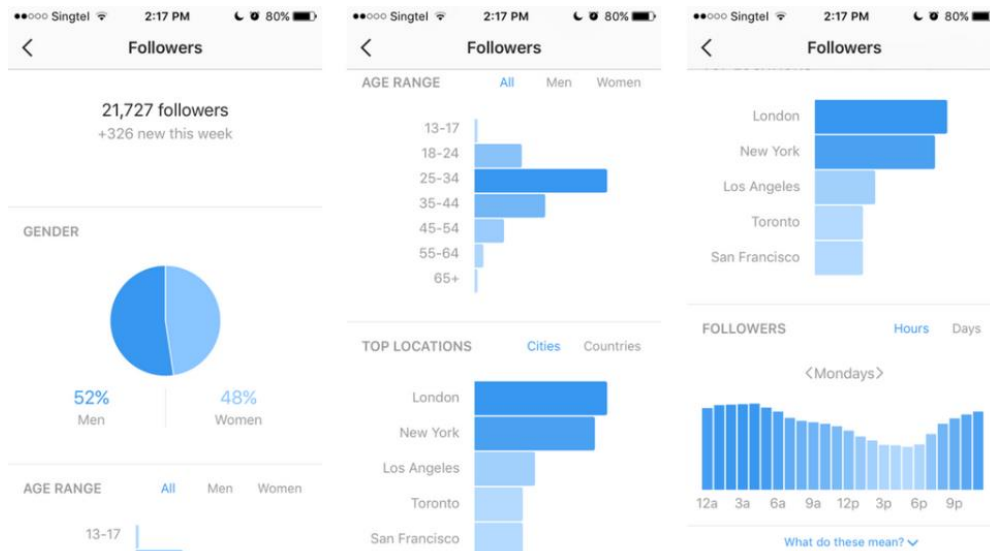 ●●○○○ Singtel 2:17 PM 80%
Followers
21,727 followers
+326 new this week
GENDER
52%
Men
48%
Women
AGE RANGE All Men Women
13-17
●●○○○ Singtel 2:17 PM 80%
Followers
AGE RANGE All Men Women
13-17
18-24
25-34
35-44
45-54
55-64
65+
TOP LOCATIONS Cities Countries
London
New York
Los Angeles
Toronto
San Francisco
●●○○○ Singtel 2:17 PM 80%
Followers
London
New York
Los Angeles
Toronto
San Francisco
FOLLOWERS Hours Days
<Mondays>
12a 3a 6a 9a 12p 3p 6p 9p
What do these mean?